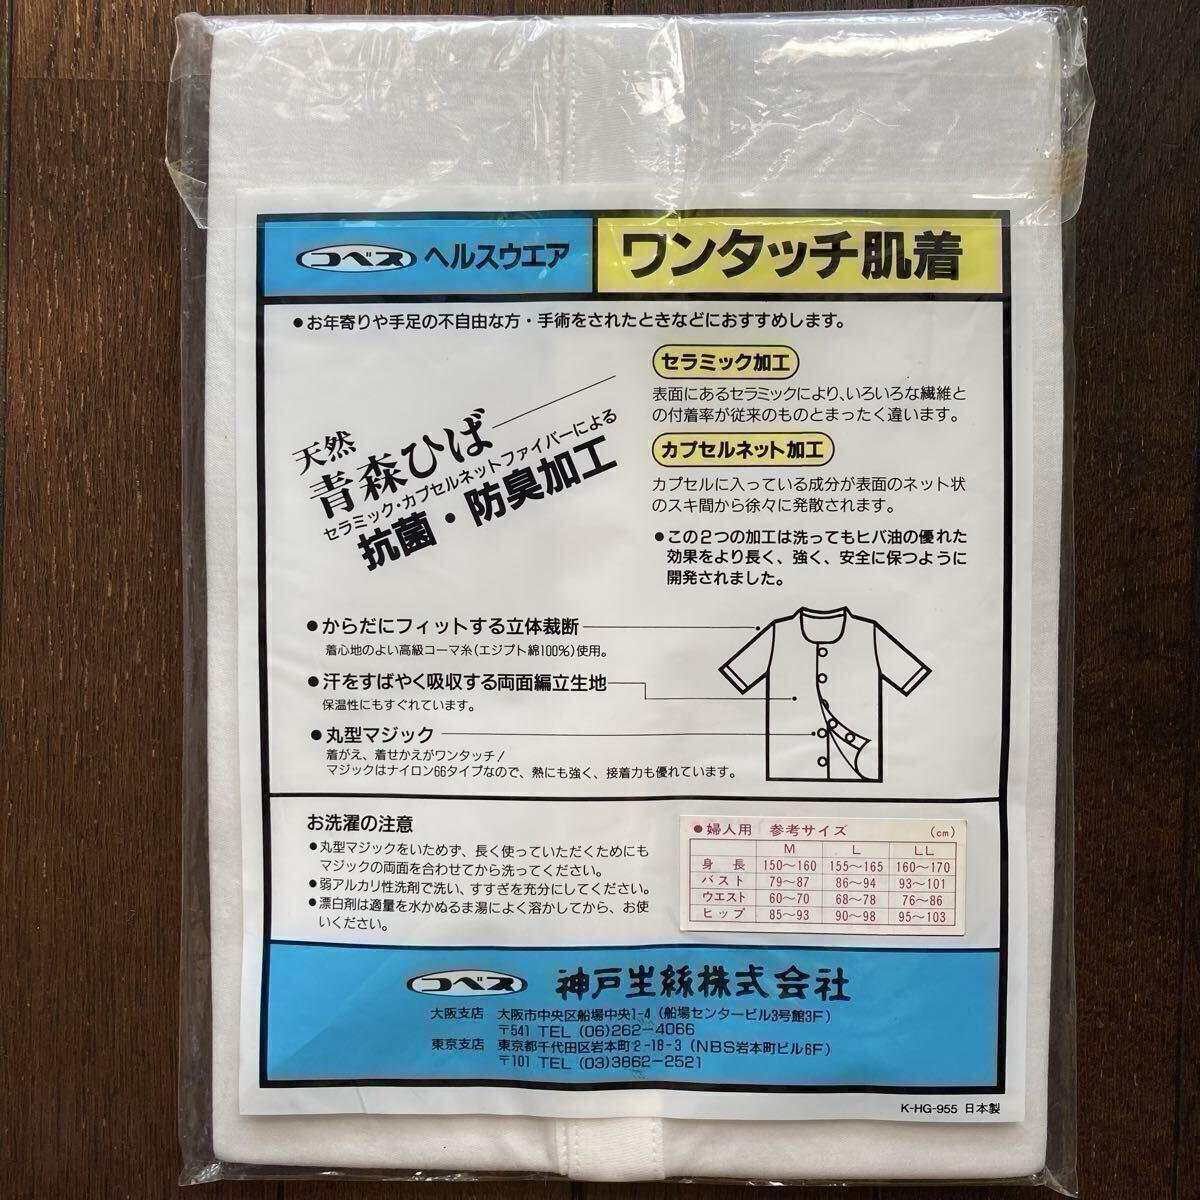 コベス ヘルスウエア
ワンタッチ肌着
●お年寄りや手足の不自由な方・手術をされたときなどにおすすめします。
天然
青森ひば
セラミック・カプセルネットファイバーによる
抗菌・防臭加工
セラミック加工
表面にあるセラミックにより、いろいろな繊維と
の付着率が従来のものとまったく違います。
カプセルネット加工
カプセルに入っている成分が表面のネット状
のスキ間から徐々に発散されます。
●この2つの加工は洗ってもヒバ油の優れた
効果をより長く、強く、安全に保つように
開発されました。
●からだにフィットする立体裁断
着心地のよい高級コーマ糸(エジプト綿100%)使用。
●汗をすばやく吸収する両面編立生地
保温性にもすぐれています。
●丸型マジック
着がえ、着せかえがワンタッチ/
マジックはナイロン66タイプなので、熱にも強く、接着力も優れています。
お洗濯の注意
●丸型マジックをいためず、長く使っていただくためにも
マジックの両面を合わせてから洗ってください。
●弱アルカリ性洗剤で洗い、すすぎを充分にしてください。
●漂白剤は適量を水かぬるま湯によく溶かしてから、お使
いください。
●婦人用 参考サイズ (cm)
M L LL
身長 150〜160 155〜165 160〜170
バスト 79〜87 86〜94 93〜101
ウエスト 60〜70 68〜78 76〜86
ヒップ 85〜93 90〜98 95〜103
コベス 神戸生絲株式会社
大阪支店 大阪市中央区船場中央1-4(船場センタービル3号館3F)
〒541 TEL (06)262-4066
東京支店 東京都千代田区岩本町2-18-3(NBS岩本町ビル6F)
〒101 TEL (03)3862-2521
K-HG-955 日本製